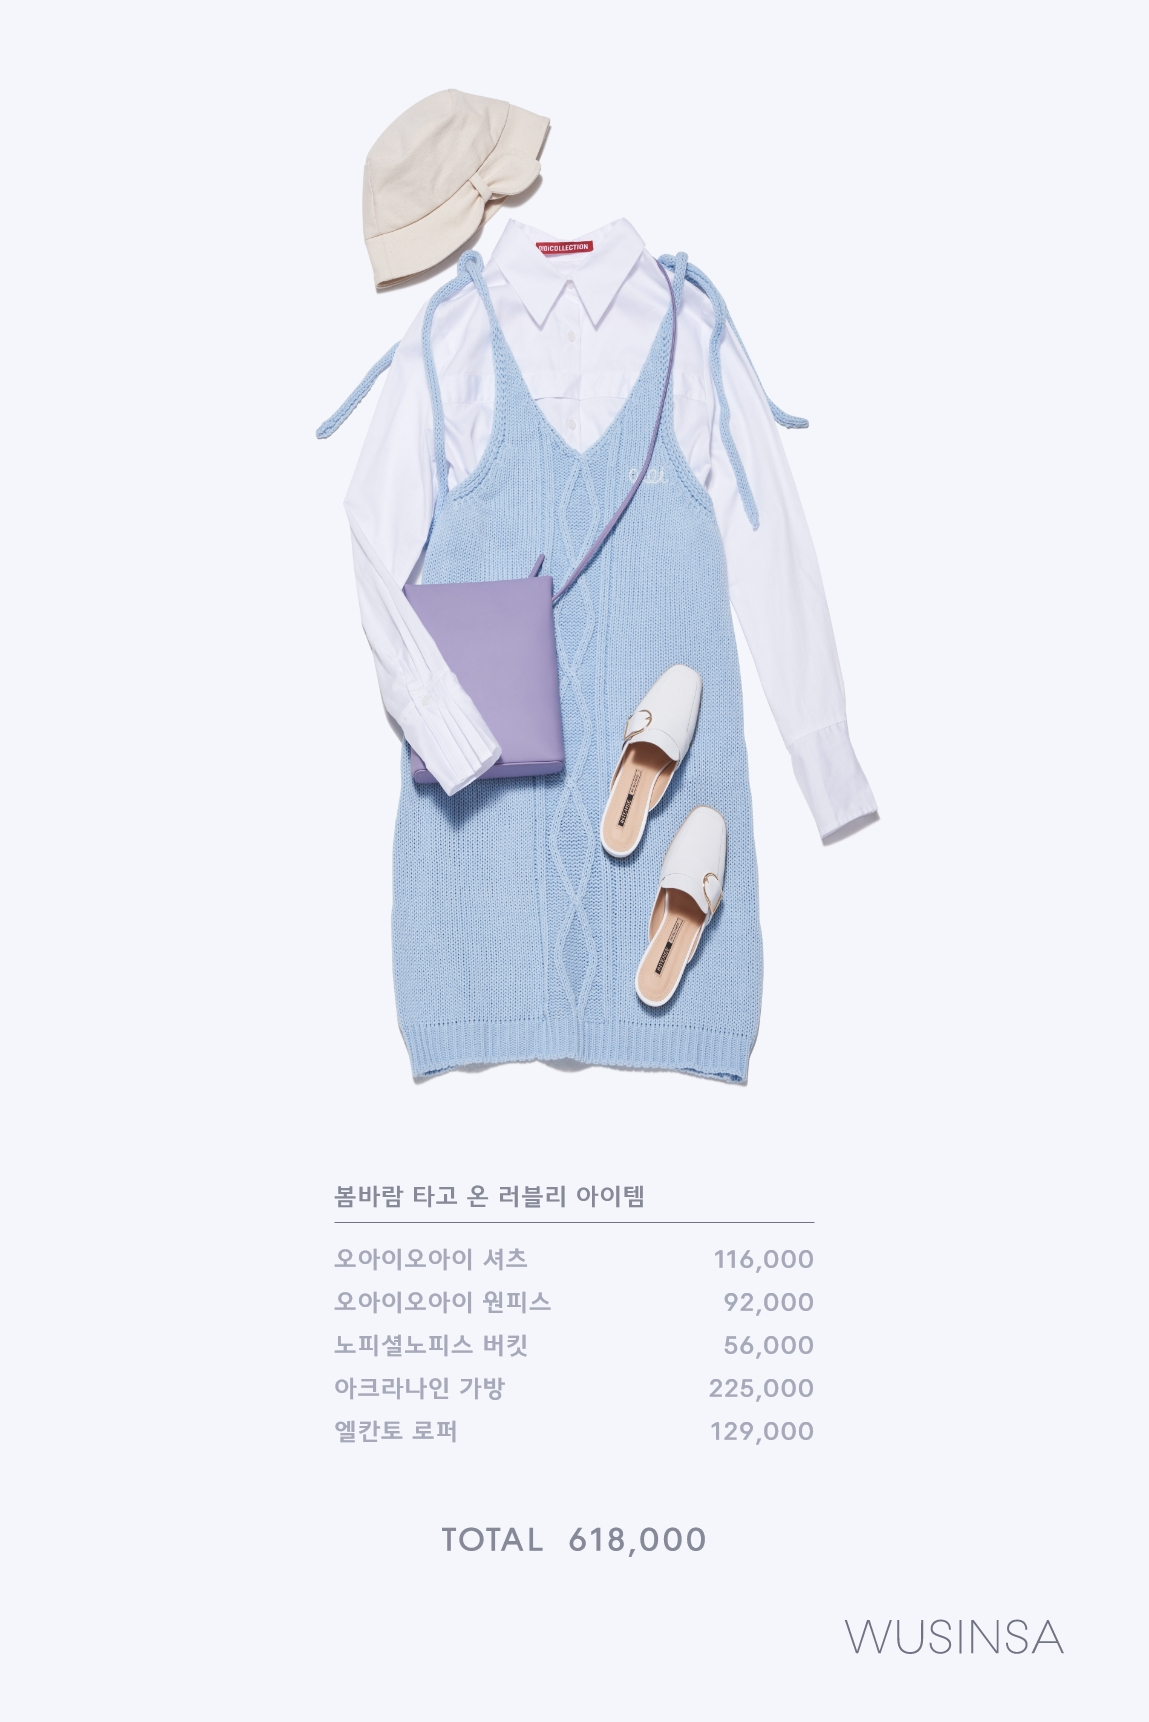 OiOiCOLLECTION
봄바람 타고 온 러블리 아이템
오아이오아이 셔츠 116,000
오아이오아이 원피스 92,000
노피셜노피스 버킷 56,000
아크라나인 가방 225,000
엘칸토 로퍼 129,000
TOTAL 618,000
WUSINSA